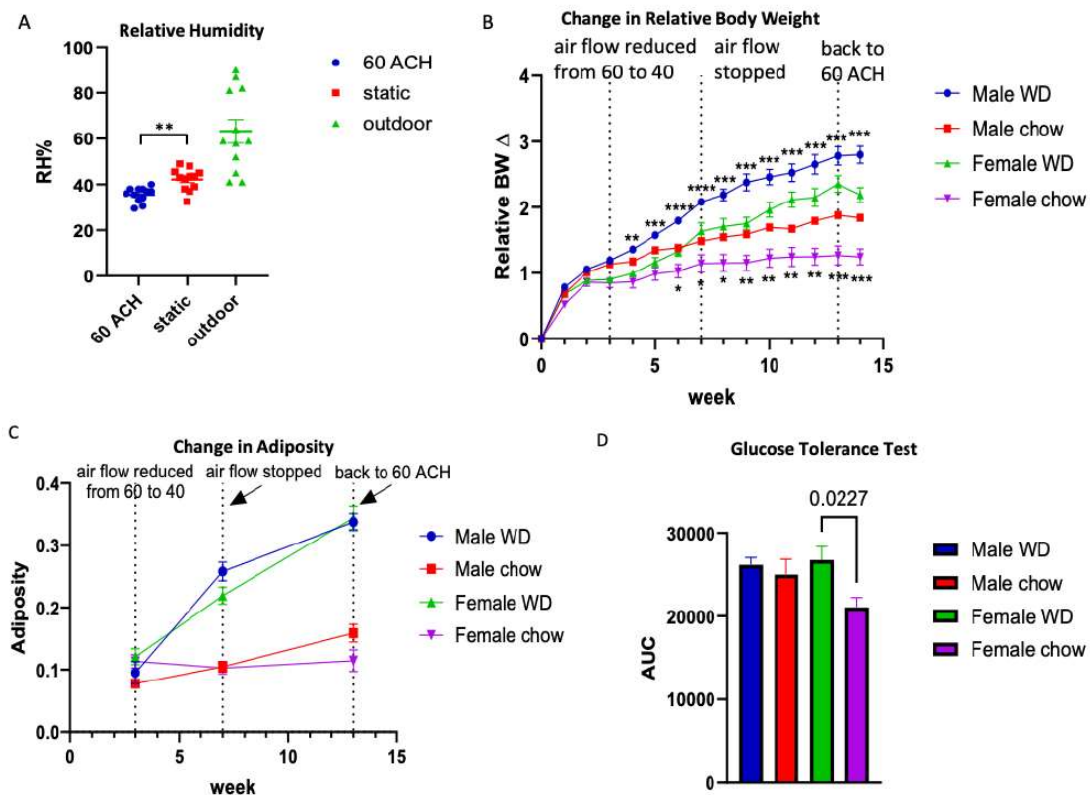 A
Relative Humidity
100
80
60
40
20
0
RH%
**
60 ACH
static
outdoor
60 ACH
static
outdoor
B
Change in Relative Body Weight
air flow reduced
from 60 to 40
air flow
stopped
back to
60 ACH
4
3
2
1
0
Relative BW Δ
** *** **** **** *** *** *** *** *** *** ***
* * * ** ** ** ** *** ***
0 5 10 15
week
Male WD
Male chow
Female WD
Female chow
C
Change in Adiposity
air flow reduced
from 60 to 40
air flow stopped
back to 60 ACH
0.4
0.3
0.2
0.1
0.0
Adiposity
0 5 10 15
week
Male WD
Male chow
Female WD
Female chow
D
Glucose Tolerance Test
0.0227
30000
20000
10000
0
AUC
Male WD
Male chow
Female WD
Female chow